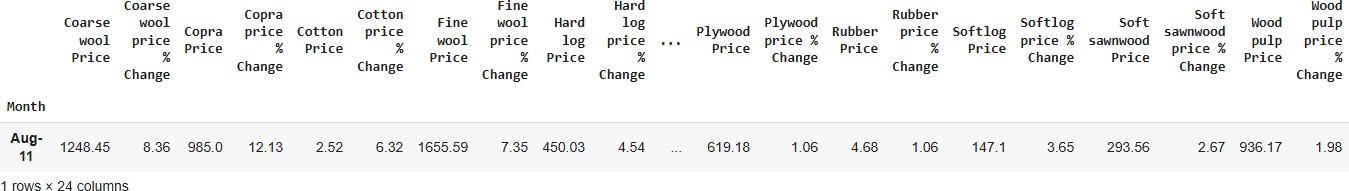 Coarse wool Price Coarse wool price % Change Copra Price Copra price % Change Cotton Price Cotton price % Change Fine wool Price Fine wool price % Change Hard log Price Hard log price % Change ... Plywood Price Plywood price % Change Rubber Price Rubber price % Change Softlog Price Softlog price % Change Soft sawnwood Price Soft sawnwood price % Change Wood pulp Price Wood pulp price % Change
Month
Aug-11 1248.45 8.36 985.0 12.13 2.52 6.32 1655.59 7.35 450.03 4.54 ... 619.18 1.06 4.68 1.06 147.1 3.65 293.56 2.67 936.17 1.98
1 rows × 24 columns